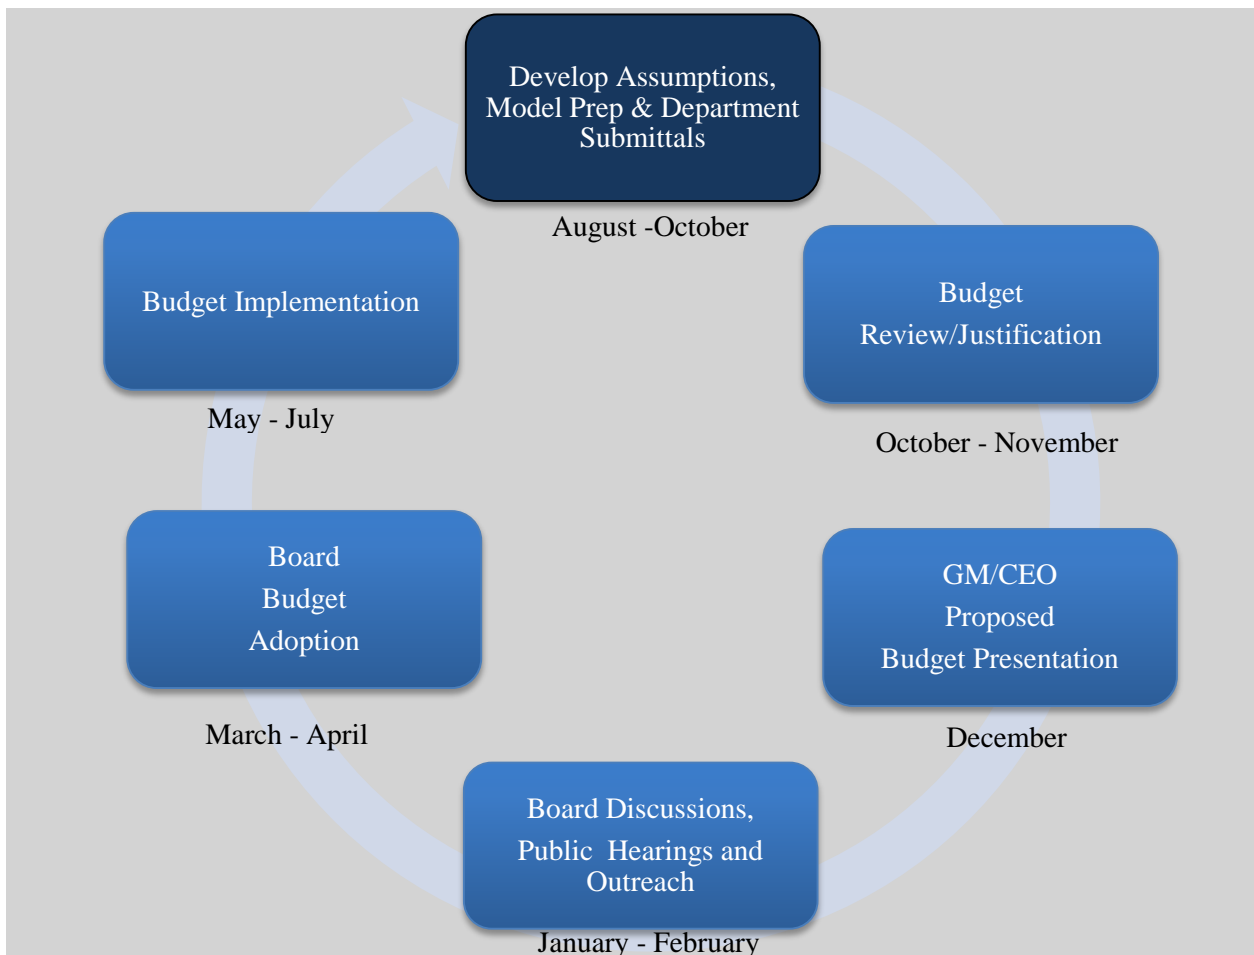 Develop Assumptions,
Model Prep & Department
Submittals
August -October
Budget
Review/Justification
October - November
GM/CEO
Proposed
Budget Presentation
December
Board Discussions,
Public Hearings and
Outreach
January - February
Board
Budget
Adoption
March - April
Budget Implementation
May - July